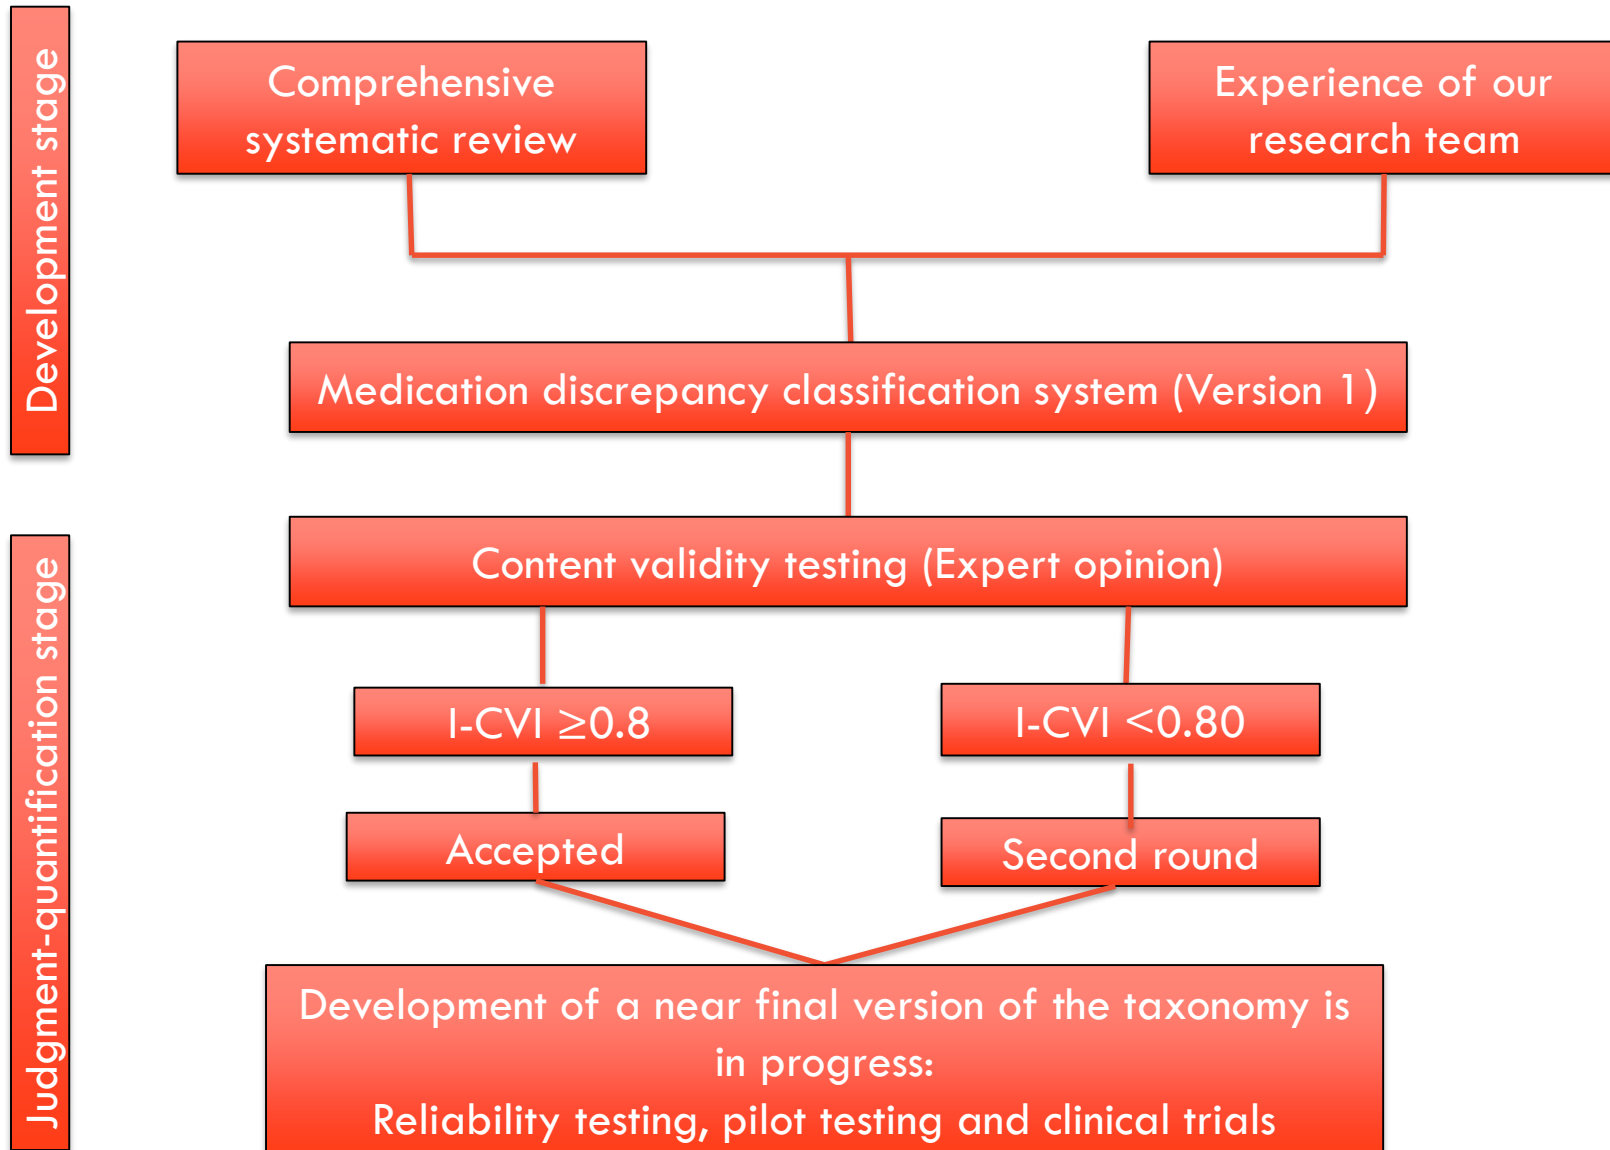 Development stage
Comprehensive
systematic review
Experience of our
research team
Medication discrepancy classification system (Version 1)
Judgment-quantification stage
Content validity testing (Expert opinion)
I-CVI ≥0.8
I-CVI <0.80
Accepted
Second round
Development of a near final version of the taxonomy is
in progress:
Reliability testing, pilot testing and clinical trials